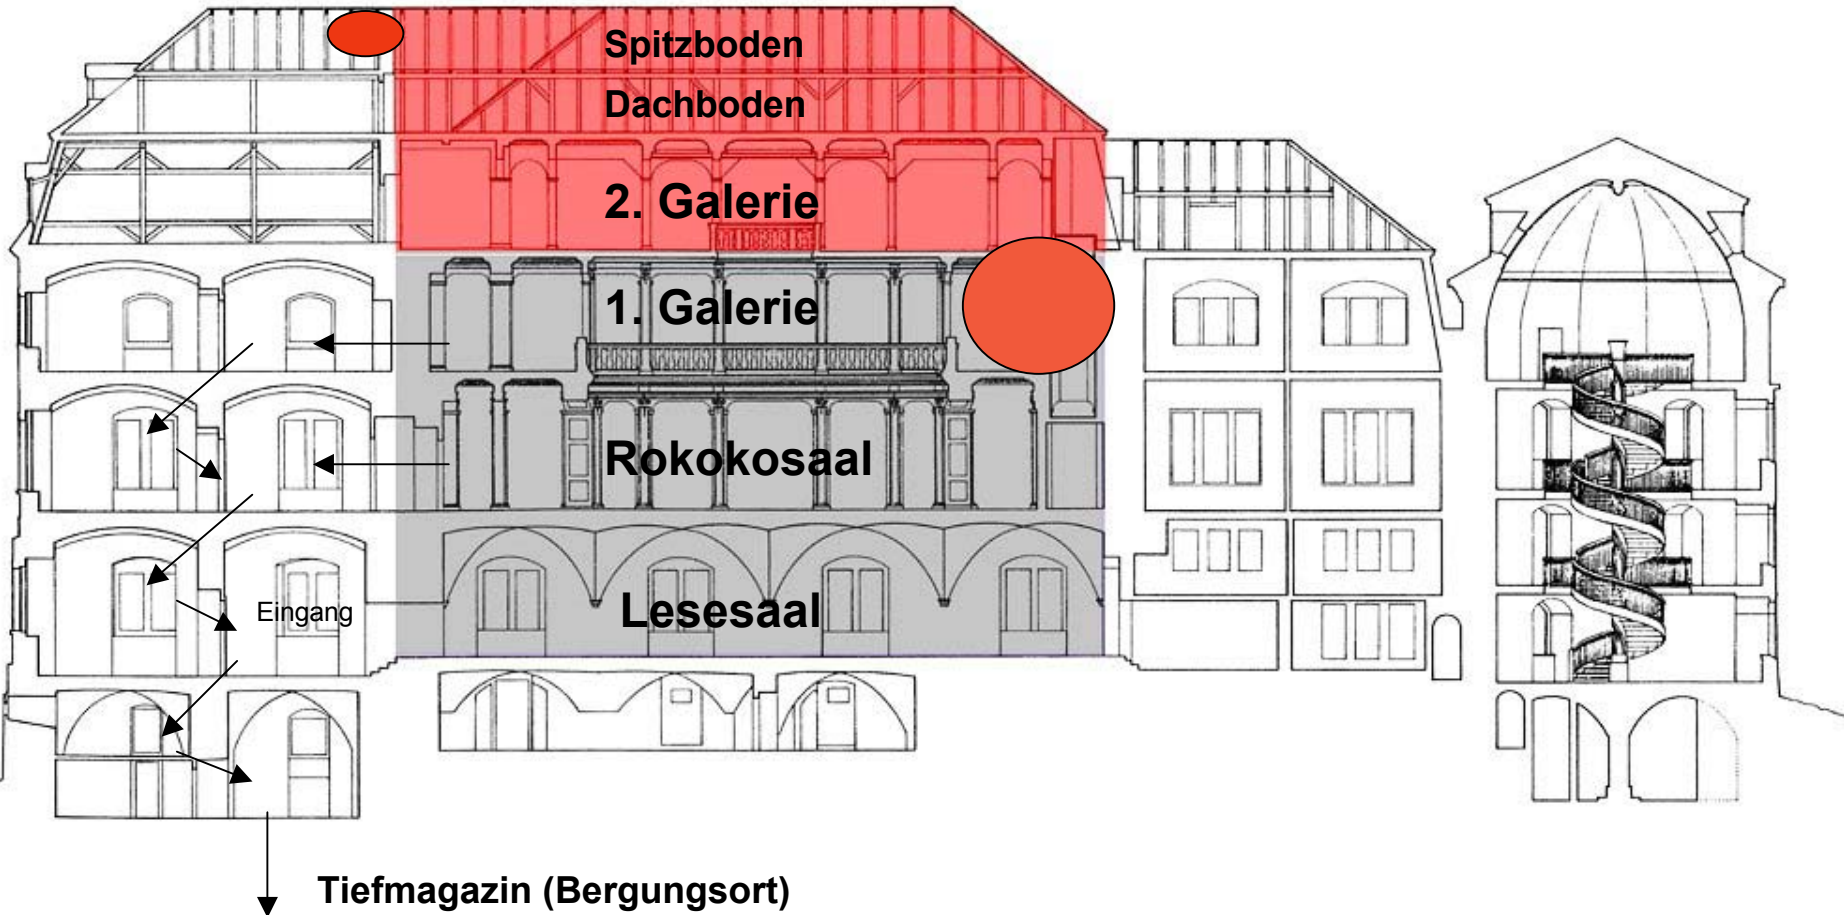 Spitzboden
Dachboden
2. Galerie
1. Galerie
Rokokosaal
Eingang
Lesesaal
Tiefmagazin (Bergungsort)